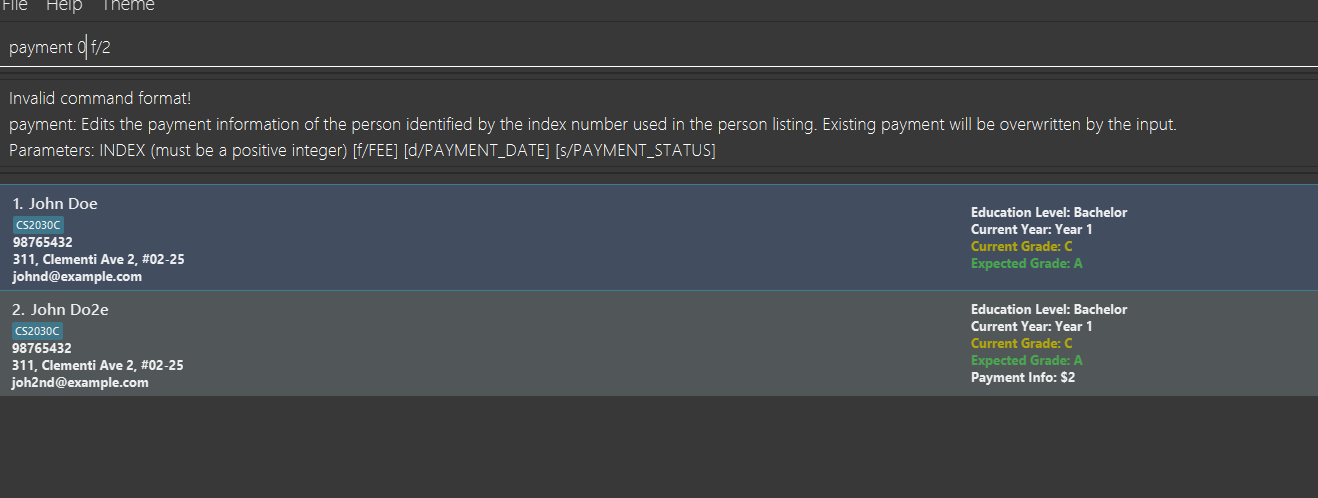 File Help Theme
payment 0 f/2
Invalid command format!
payment: Edits the payment information of the person identified by the index number used in the person listing. Existing payment will be overwritten by the input.
Parameters: INDEX (must be a positive integer) [f/FEE] [d/PAYMENT_DATE] [s/PAYMENT_STATUS]
1. John Doe
CS2030C
98765432
311, Clementi Ave 2, #02-25
johnd@example.com
Education Level: Bachelor
Current Year: Year 1
Current Grade: C
Expected Grade: A
2. John Do2e
CS2030C
98765432
311, Clementi Ave 2, #02-25
joh2nd@example.com
Education Level: Bachelor
Current Year: Year 1
Current Grade: C
Expected Grade: A
Payment Info: $2